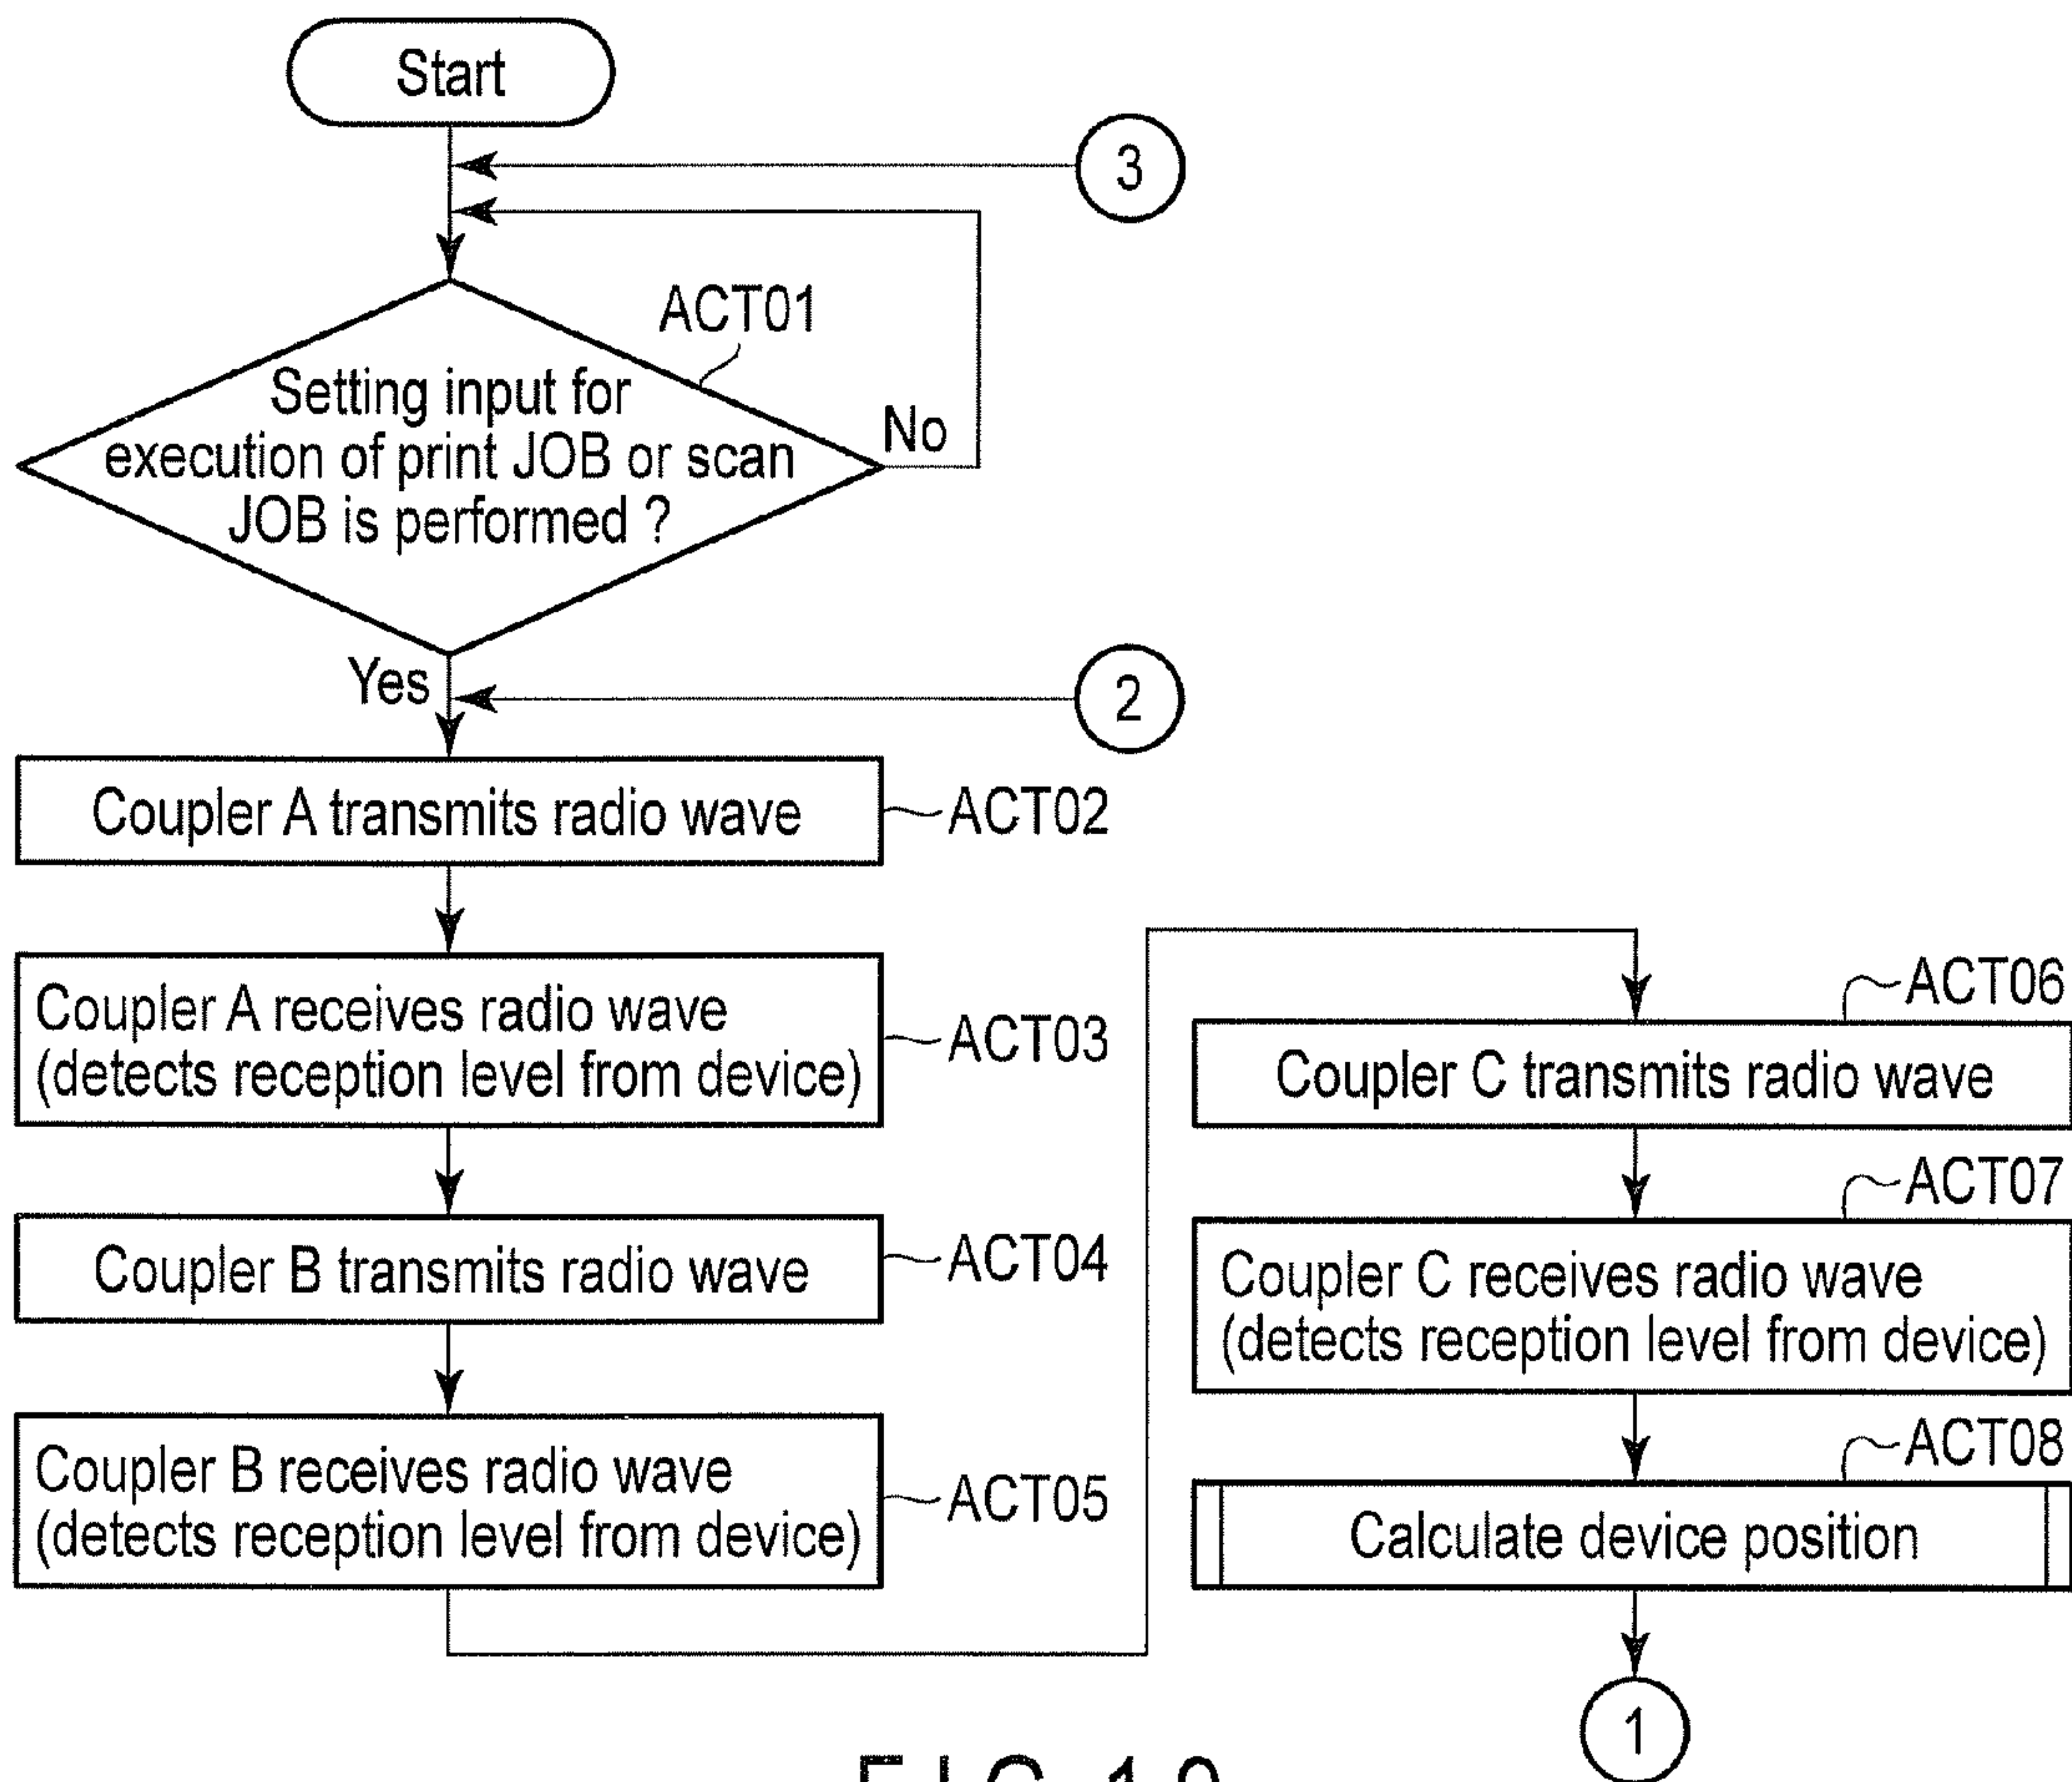 Start
3
ACT01
Setting input for
execution of print JOB or scan
JOB is performed ?
No
Yes
2
Coupler A transmits radio wave
ACT02
Coupler A receives radio wave
(detects reception level from device)
ACT03
Coupler B transmits radio wave
ACT04
Coupler B receives radio wave
(detects reception level from device)
ACT05
ACT06
Coupler C transmits radio wave
ACT07
Coupler C receives radio wave
(detects reception level from device)
ACT08
Calculate device position
1